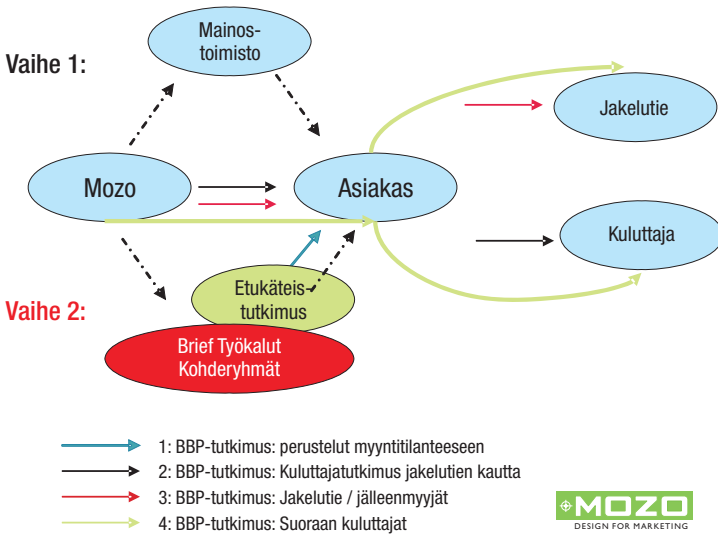 Vaihe 1:
Mainos-
toimisto
Jakelutie
Mozo
Asiakas
Kuluttaja
Vaihe 2:
Etukäteis-
tutkimus
Brief Työkalut
Kohderyhmät
1: BBP-tutkimus: perustelut myyntitilanteeseen
2: BBP-tutkimus: Kuluttajatutkimus jakelutien kautta
3: BBP-tutkimus: Jakelutie / jälleenmyyjät
4: BBP-tutkimus: Suoraan kuluttajat
MOZO
DESIGN FOR MARKETING